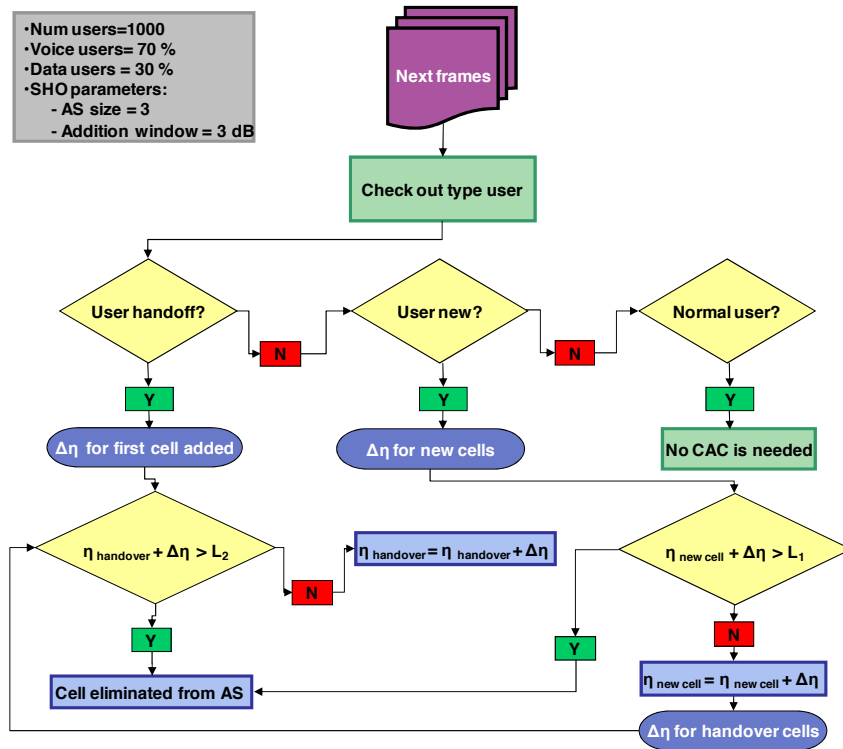 •Num users=1000
•Voice users= 70 %
•Data users = 30 %
•SHO parameters:
- AS size = 3
- Addition window = 3 dB
Next frames
Check out type user
User handoff?
N
User new?
N
Normal user?
Y
Y
Y
Δη for first cell added
Δη for new cells
No CAC is needed
η handover + Δη > L₂
N
η handover = η handover + Δη
η new cell + Δη > L₁
Y
Y
N
Cell eliminated from AS
η new cell = η new cell + Δη
Δη for handover cells